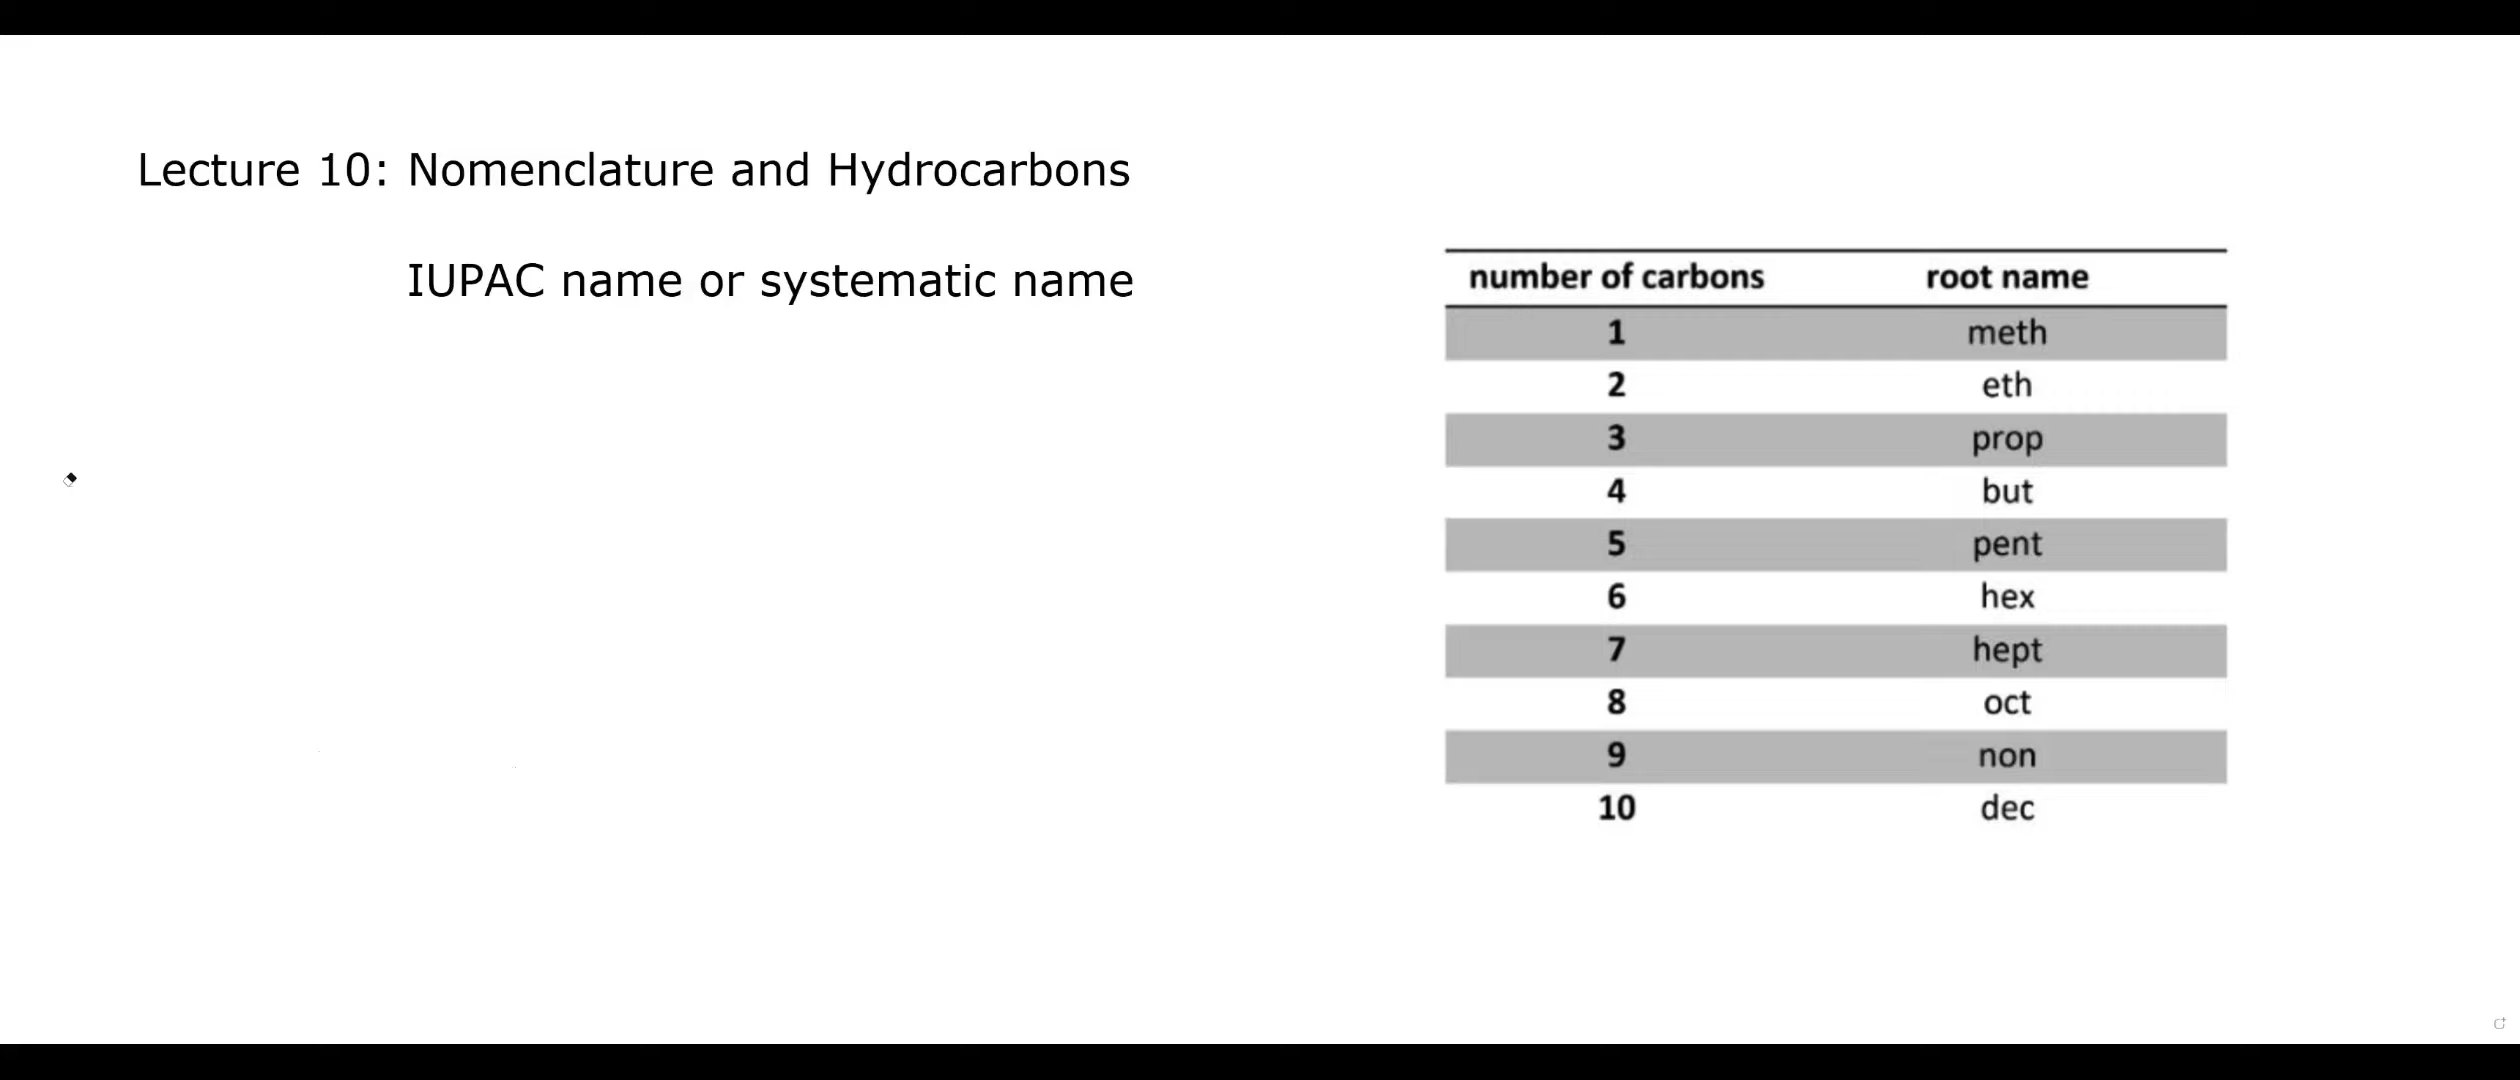 Lecture 10: Nomenclature and Hydrocarbons
IUPAC name or systematic name
number of carbons root name
1 meth
2 eth
3 prop
4 but
5 pent
6 hex
7 hept
8 oct
9 non
10 dec